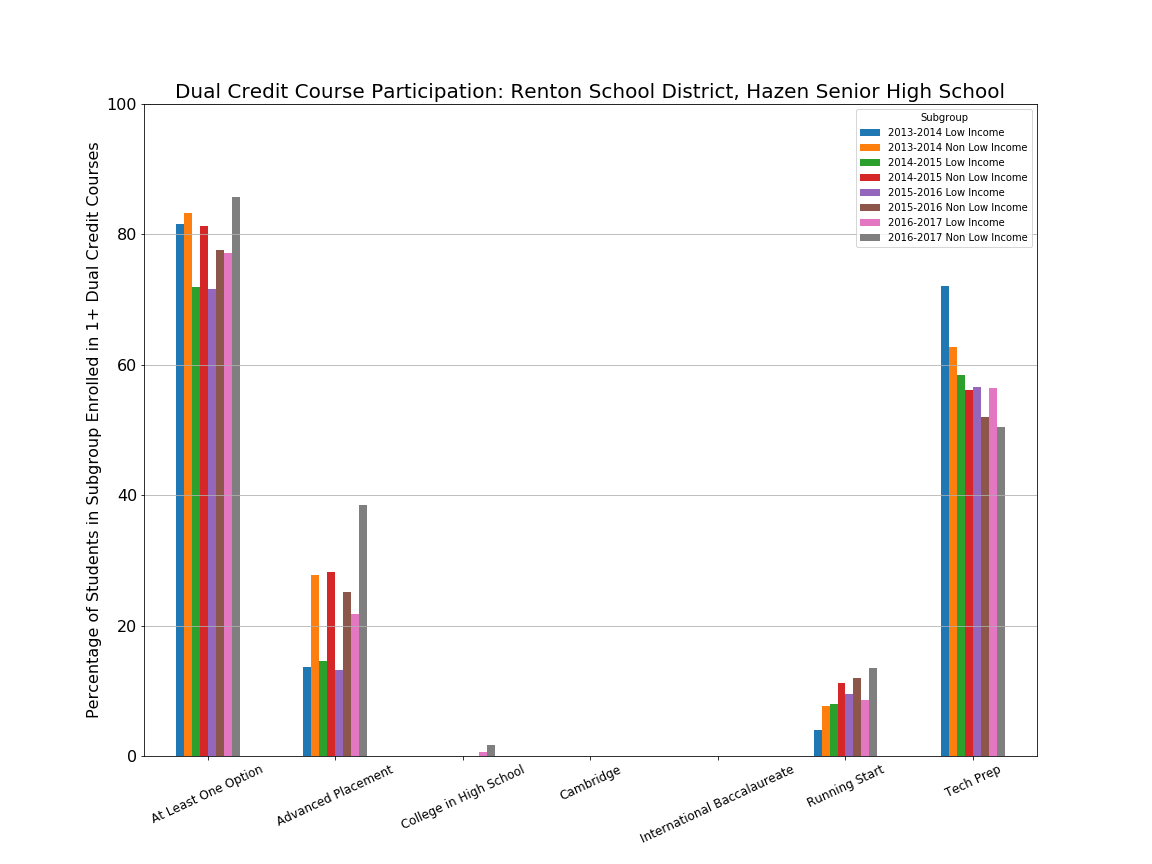 Dual Credit Course Participation: Renton School District, Hazen Senior High School
Percentage of Students in Subgroup Enrolled in 1+ Dual Credit Courses
100
80
60
40
20
0
Subgroup
2013-2014 Low Income
2013-2014 Non Low Income
2014-2015 Low Income
2014-2015 Non Low Income
2015-2016 Low Income
2015-2016 Non Low Income
2016-2017 Low Income
2016-2017 Non Low Income
At Least One Option
Advanced Placement
College in High School
Cambridge
International Baccalaureate
Running Start
Tech Prep